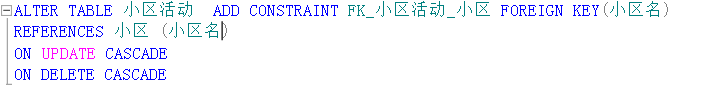 ALTER TABLE 小区活动  ADD CONSTRAINT FK_小区活动_小区 FOREIGN KEY(小区名)
REFERENCES 小区 (小区名)
ON UPDATE CASCADE
ON DELETE CASCADE